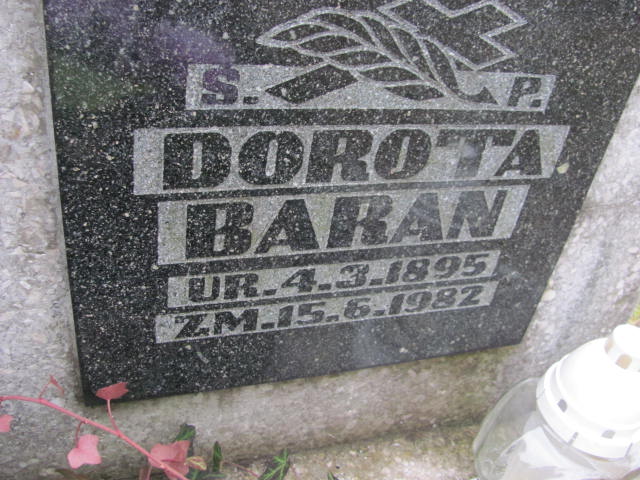 S. P.
DOROTA
BARAN
UR.4.3.1895
ZM.15.6.1982